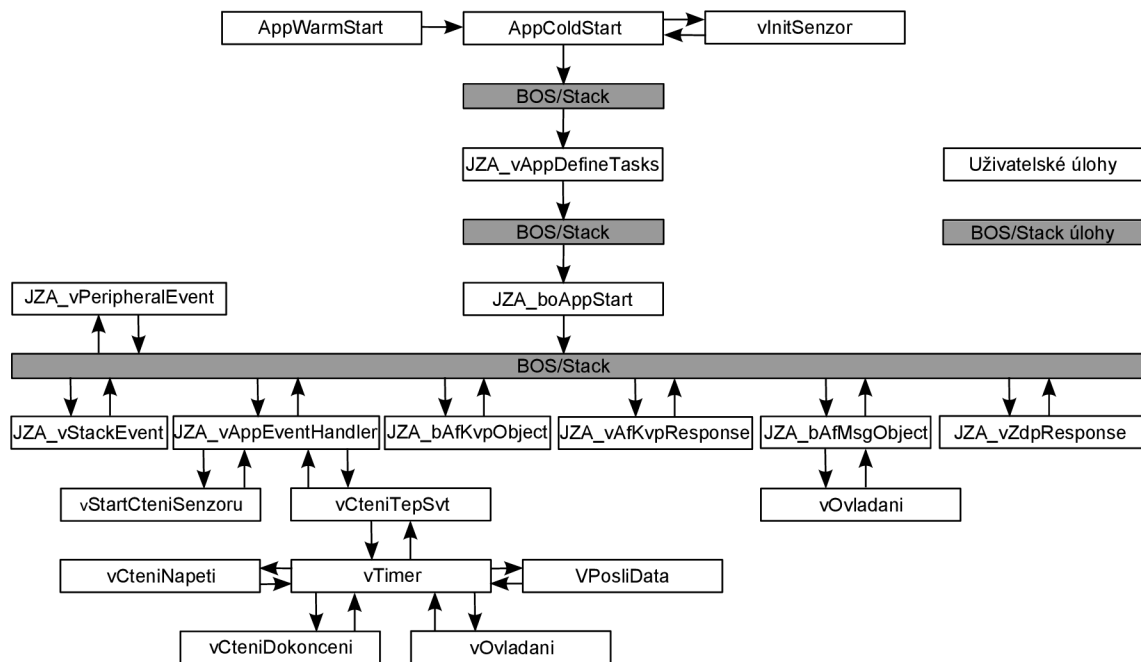 AppWarmStart
AppColdStart
vInitSenzor
BOS/Stack
JZA_vAppDefineTasks
Uživatelské úlohy
BOS/Stack
BOS/Stack úlohy
JZA_vPeripheralEvent
JZA_boAppStart
BOS/Stack
JZA_vStackEvent
JZA_vAppEventHandler
JZA_bAfKvpObject
JZA_vAfKvpResponse
JZA_bAfMsgObject
JZA_vZdpResponse
vStartCteniSenzoru
vCteniTepSvt
vOvladani
vCteniNapeti
vTimer
VPosliData
vCteniDokonceni
vOvladani